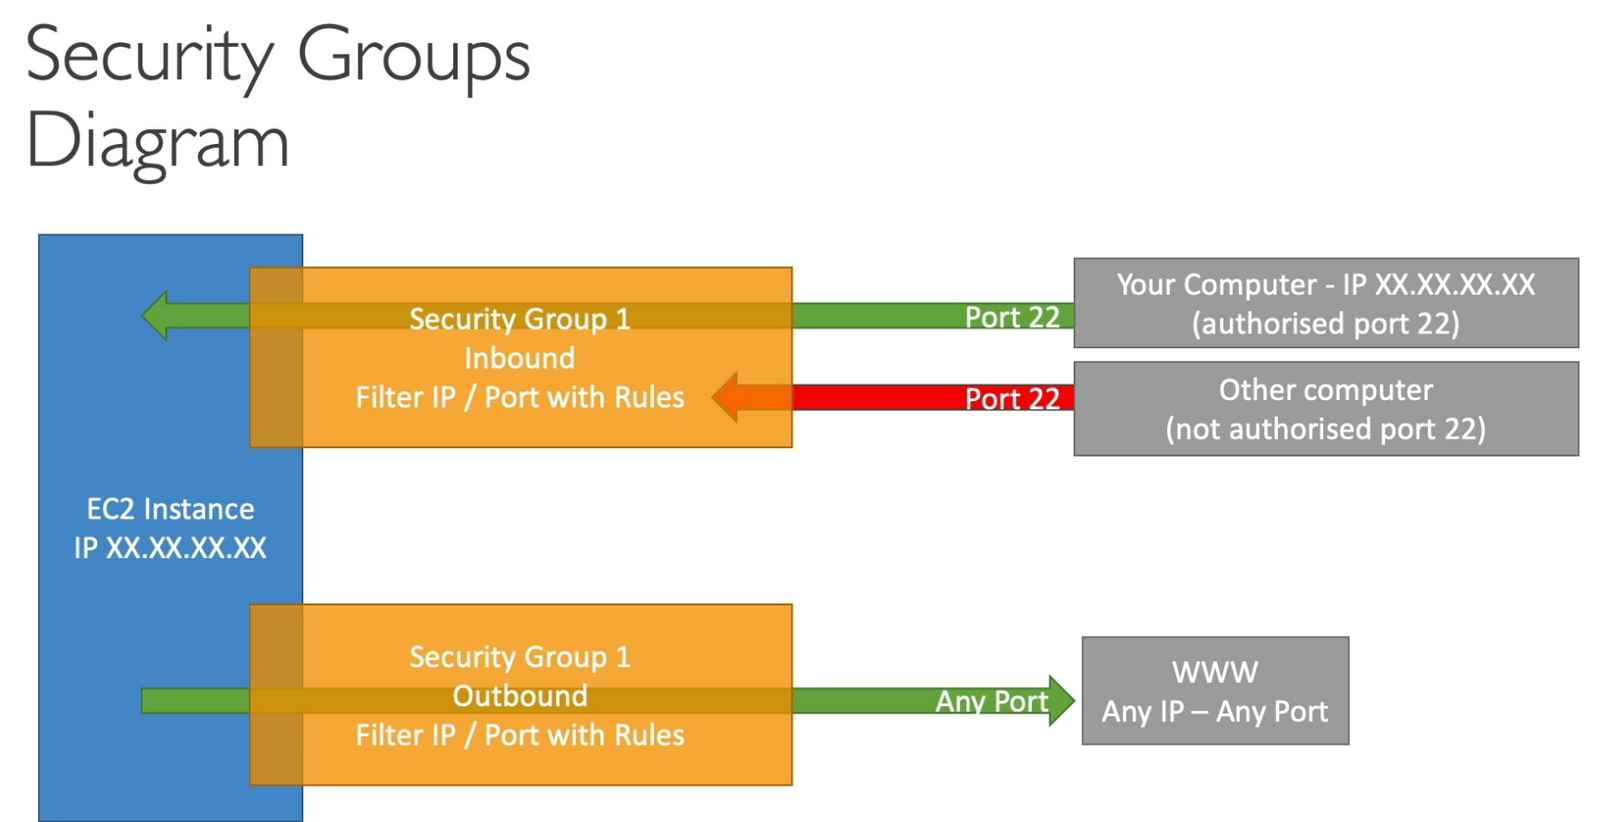 Security Groups
Diagram
Your Computer - IP XX.XX.XX.XX
(authorised port 22)
Port 22
Security Group 1
Inbound
Filter IP / Port with Rules
Port 22
Other computer
(not authorised port 22)
EC2 Instance
IP XX.XX.XX.XX
Security Group 1
Outbound
Filter IP / Port with Rules
Any Port
WWW
Any IP – Any Port